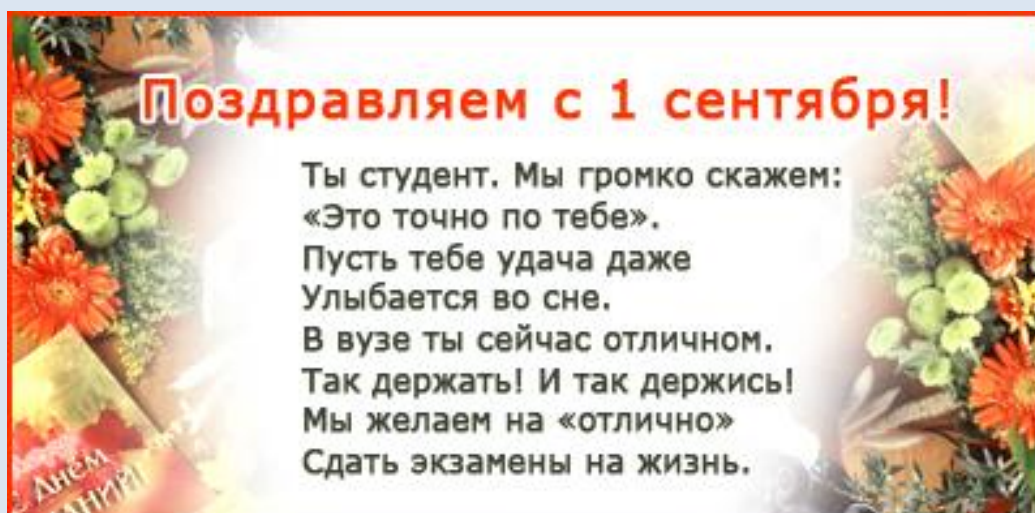 Поздравляем с 1 сентября!
Ты студент. Мы громко скажем:
«Это точно по тебе».
Пусть тебе удача даже
Улыбается во сне.
В вузе ты сейчас отличном.
Так держать! И так держись!
Мы желаем на «отлично»
Сдать экзамены на жизнь.
с Днём